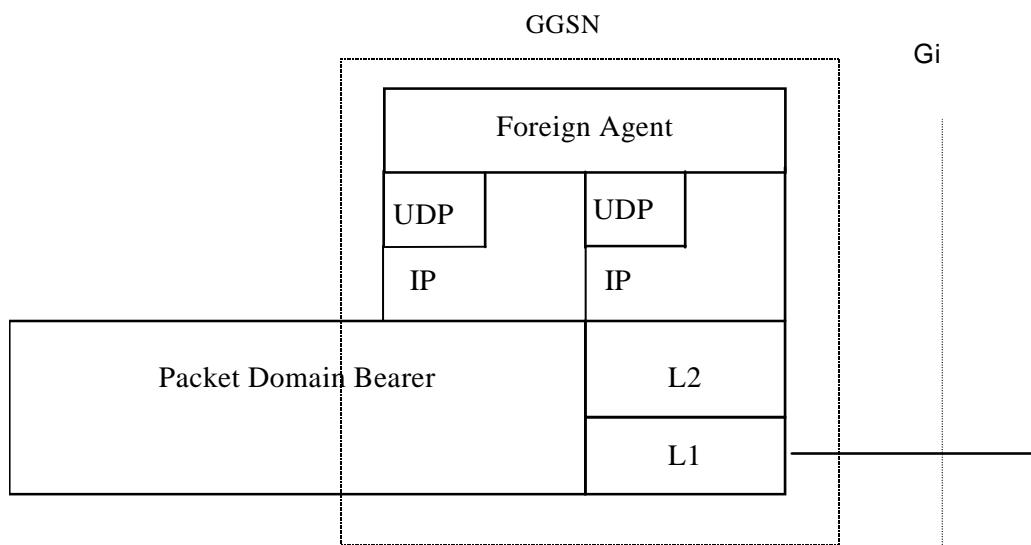 GGSN
Gi
Foreign Agent
UDP
UDP
IP
IP
Packet Domain Bearer
L2
L1